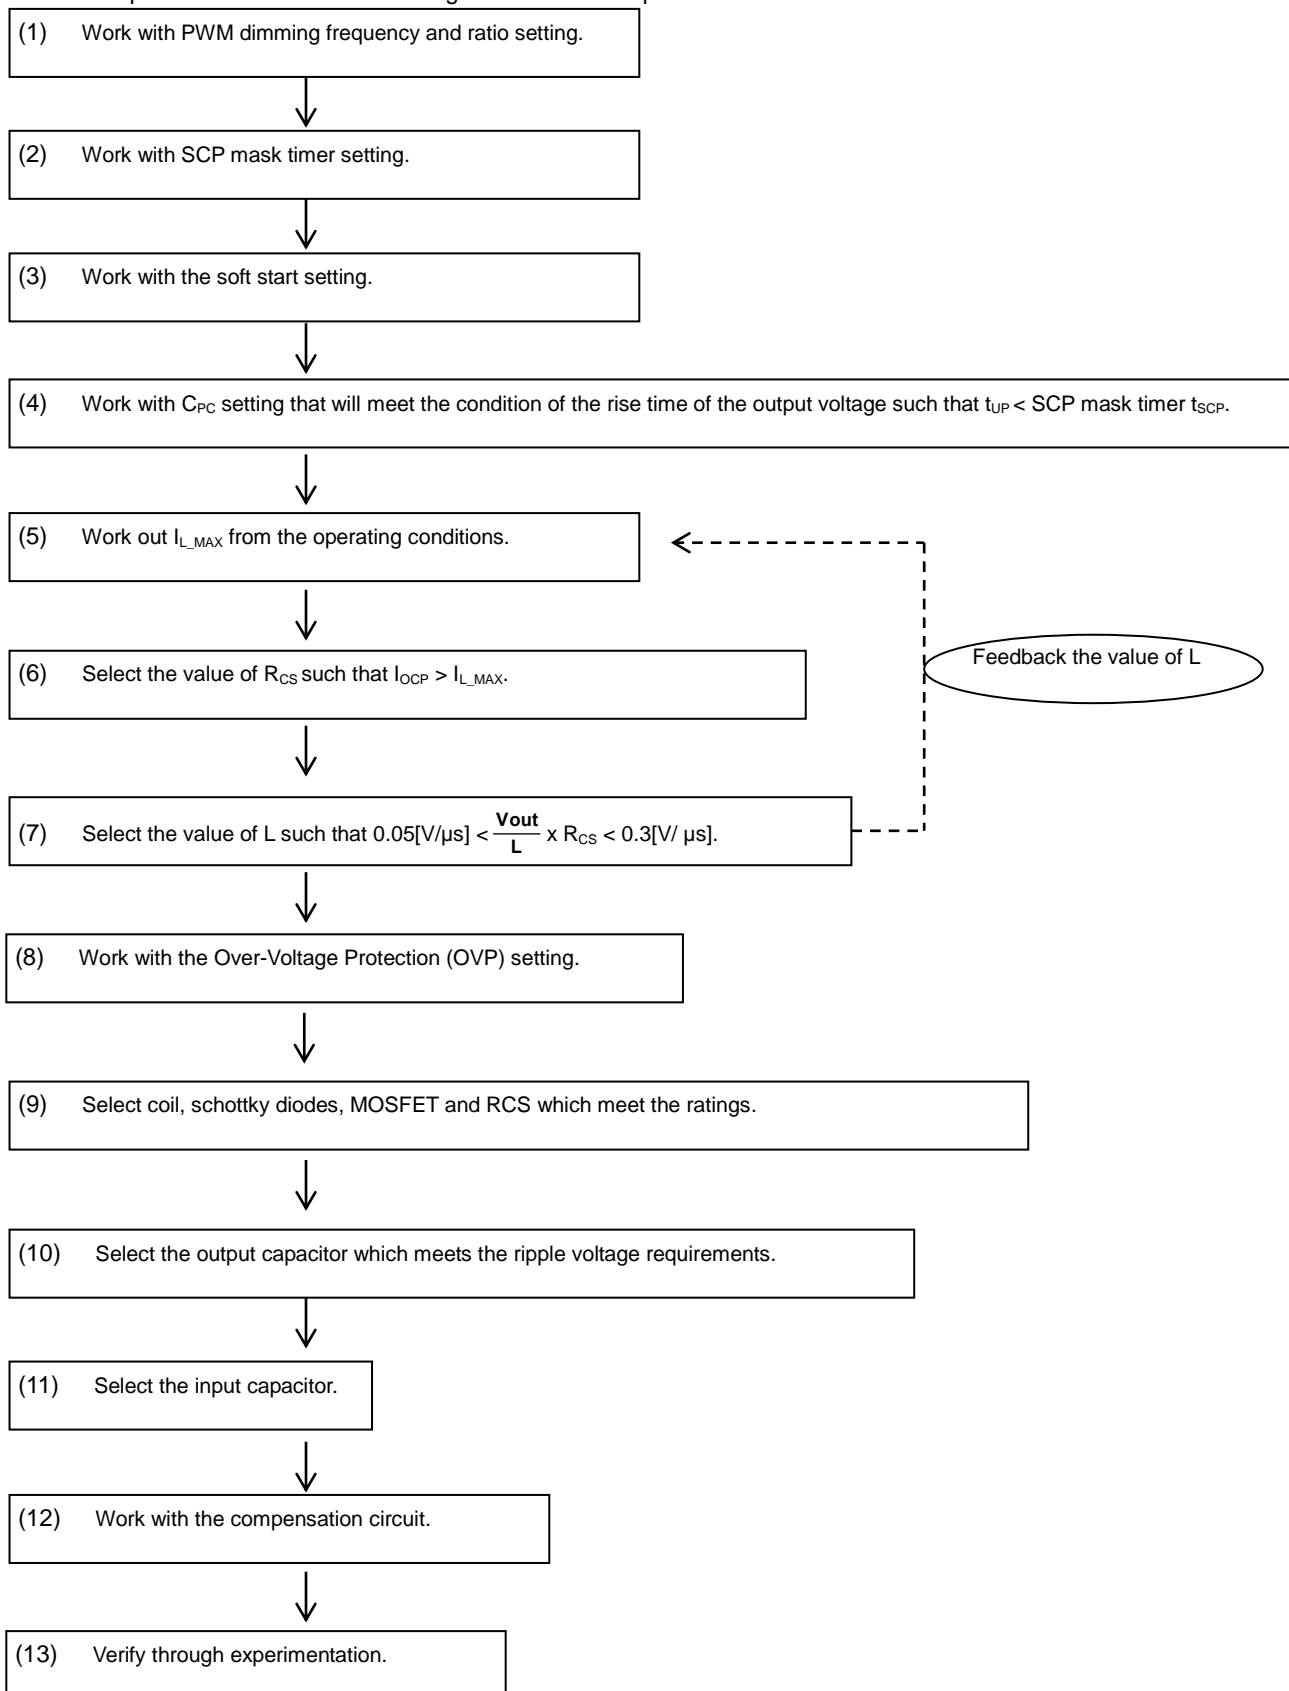 (1) Work with PWM dimming frequency and ratio setting.
(2) Work with SCP mask timer setting.
(3) Work with the soft start setting.
(4) Work with CPC setting that will meet the condition of the rise time of the output voltage such that tUP < SCP mask timer tSCP.
(5) Work out IL_MAX from the operating conditions.
Feedback the value of L
(6) Select the value of RCS such that IOCP > IL_MAX.
(7) Select the value of L such that 0.05[V/µs] < Vout/L x RCS < 0.3[V/ µs].
(8) Work with the Over-Voltage Protection (OVP) setting.
(9) Select coil, schottky diodes, MOSFET and RCS which meet the ratings.
(10) Select the output capacitor which meets the ripple voltage requirements.
(11) Select the input capacitor.
(12) Work with the compensation circuit.
(13) Verify through experimentation.